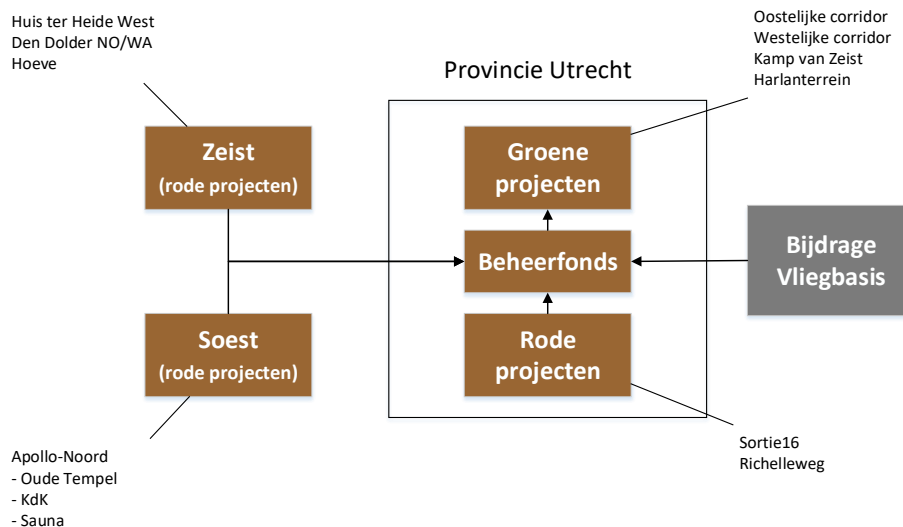 Huis ter Heide West
Den Dolder NO/WA
Hoeve
Oostelijke corridor
Westelijke corridor
Kamp van Zeist
Harlanterrein
Provincie Utrecht
Zeist
(rode projecten)
Groene
projecten
Beheerfonds
Bijdrage
Vliegbasis
Soest
(rode projecten)
Rode
projecten
Apollo-Noord
- Oude Tempel
- KdK
- Sauna
Sortie16
Richelleweg